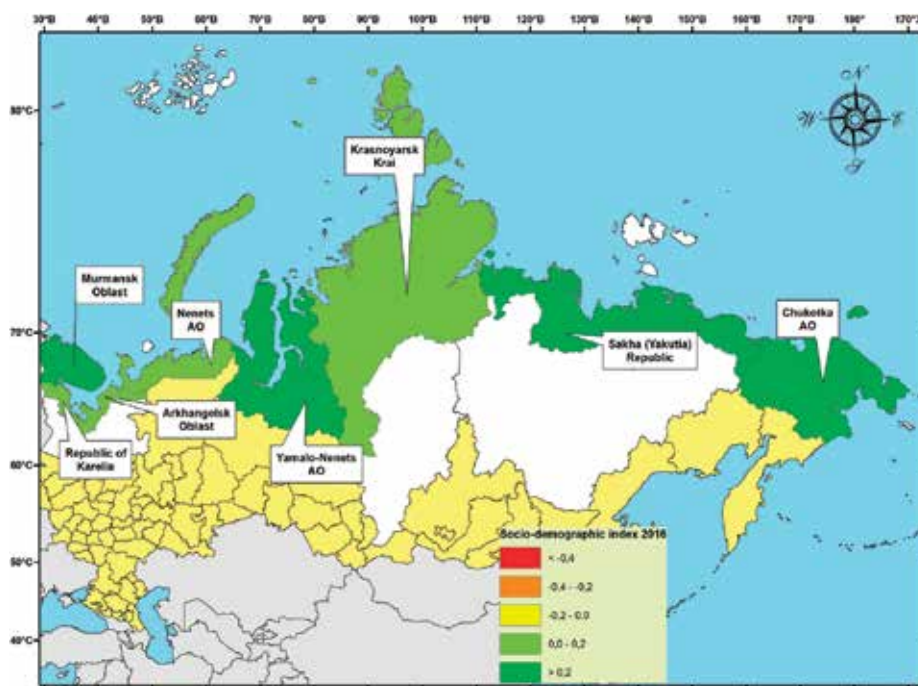 30°B 40°B 50°B 60°B 70°B 80°B 90°B 100°B 110°B 120°B 130°B 140°B 150°B 160°B 170°B 180° 170°B
80°C
70°C
60°C
50°C
40°C
N
W
E
S
Krasnoyarsk
Krai
Murmansk
Oblast
Nenets
AO
Chukotka
AO
Sakha (Yakutia)
Republic
Arkhangelsk
Oblast
Republic of
Karelia
Yamalo-Nenets
AO
Socio-demographic index 2016
< -0,4
-0,4 - -0,2
-0,2 - 0,0
0,0 - 0,2
> 0,2